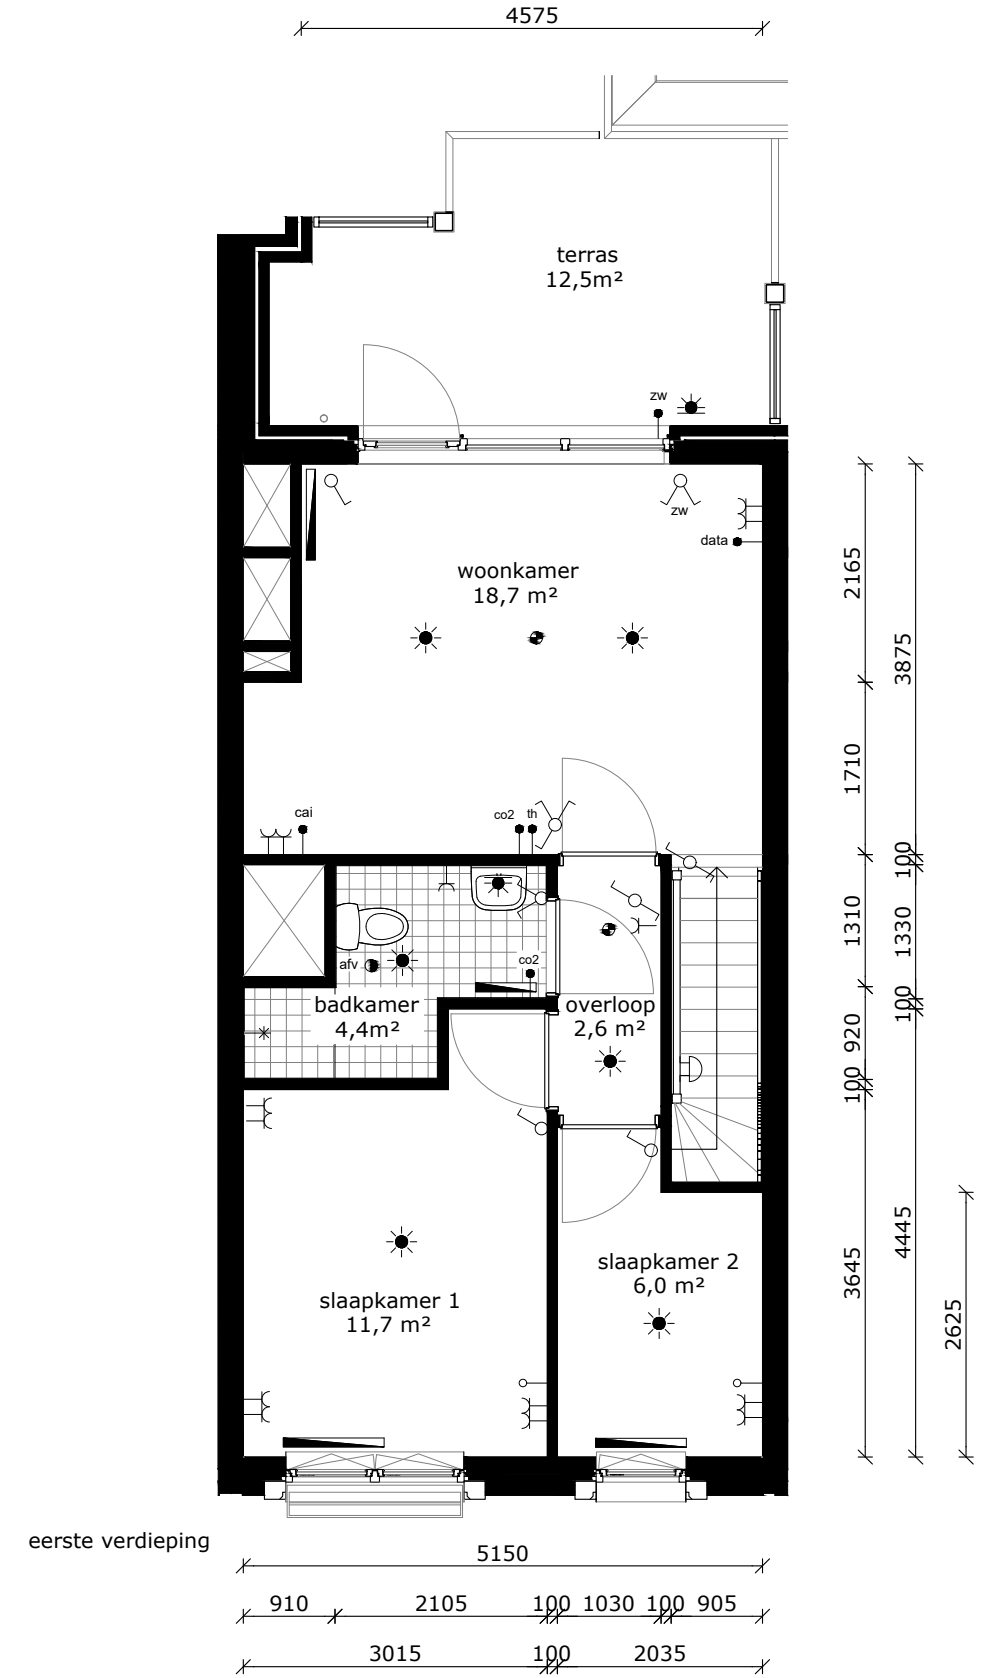 4575
terras
12,5m²
zw
zw
data
woonkamer
18,7 m²
2165
3875
1710
cai
co2
th
100
100
1310
1330
afv
co2
badkamer
4,4m²
overloop
2,6 m²
100
920
100
slaapkamer 2
6,0 m²
slaapkamer 1
11,7 m²
3645
4445
2625
eerste verdieping
5150
910
2105
100
1030
100
905
3015
100
2035